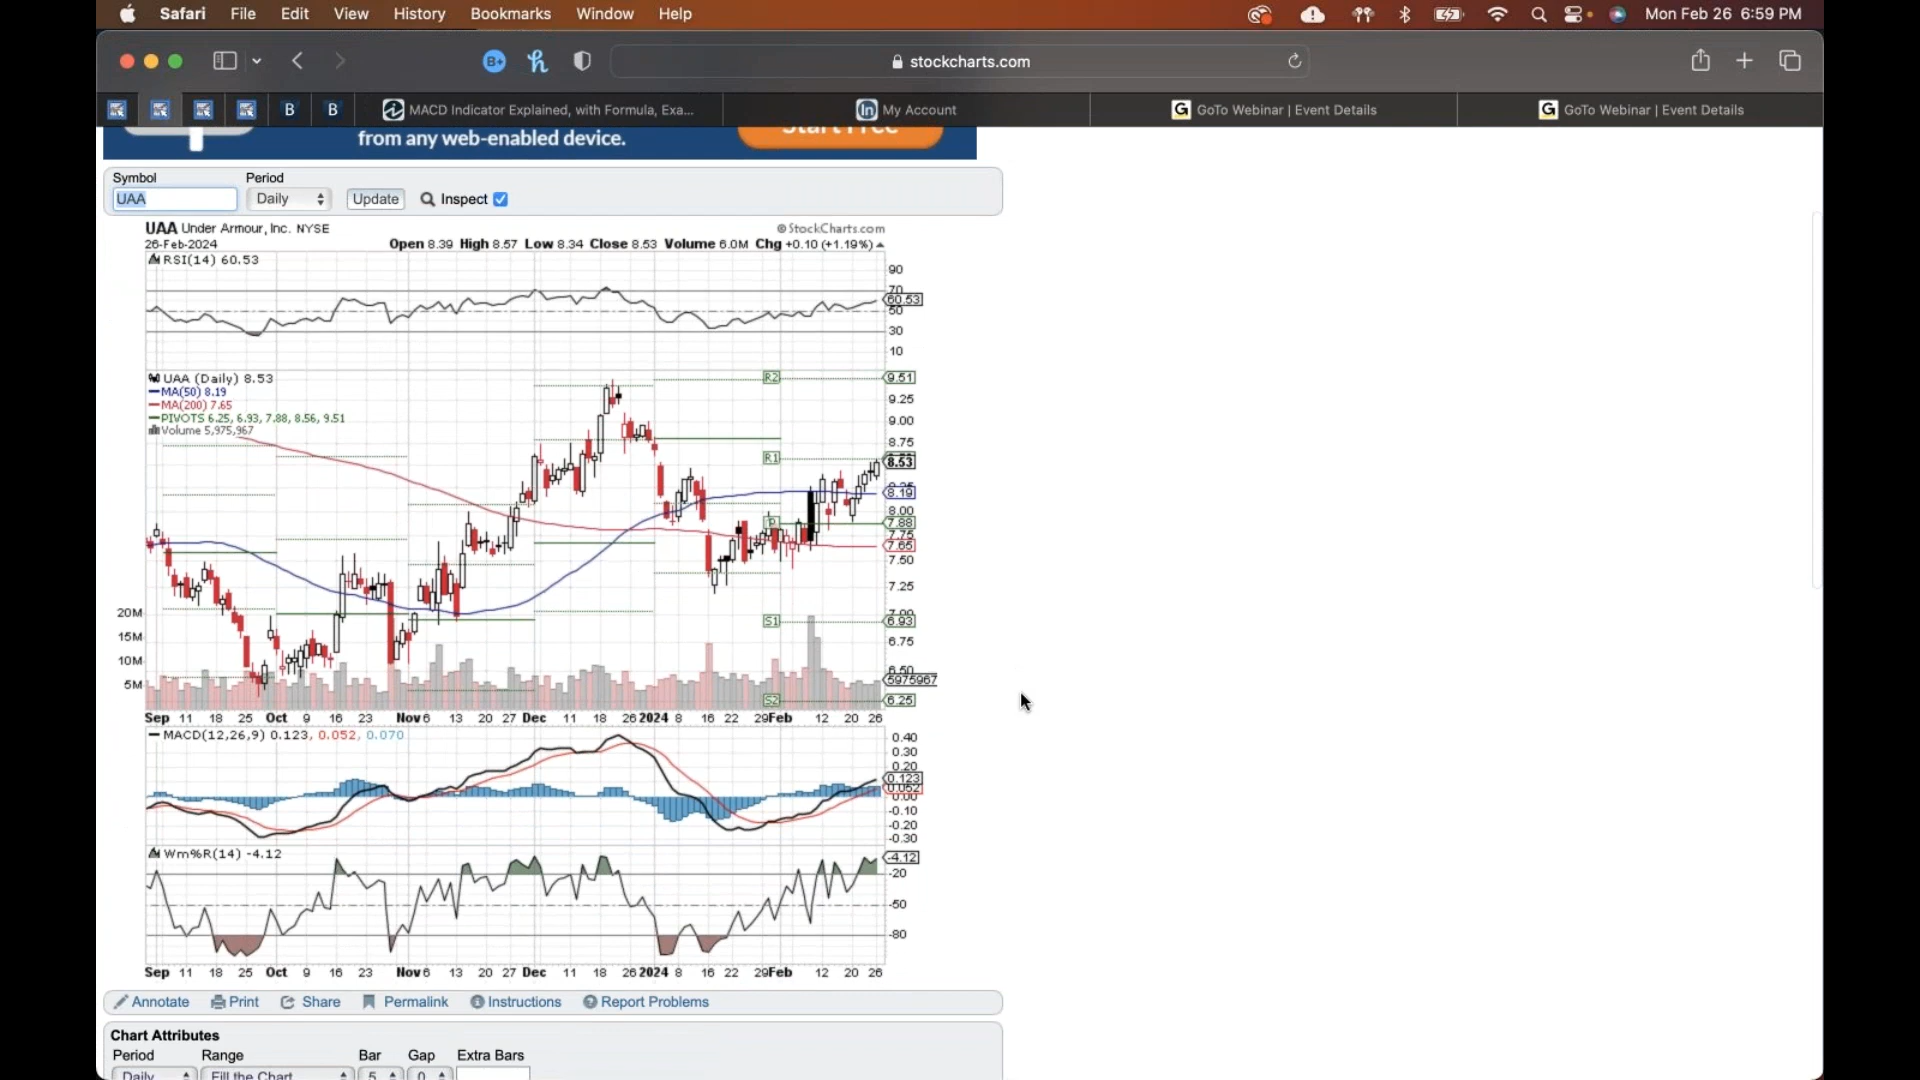 Safari File Edit View History Bookmarks Window Help Mon Feb 26 6:59 PM
B+ stockcharts.com
B B MACD Indicator Explained, with Formula, Exa... In My Account G GoTo Webinar | Event Details G GoTo Webinar | Event Details
from any web-enabled device. Start Free
Symbol Period
UAA Daily Update Inspect
UAA Under Armour, Inc. NYSE © StockCharts.com
26-Feb-2024 Open 8.39 High 8.57 Low 8.34 Close 8.53 Volume 6.0M Chg +0.10 (+1.19%)
RSI(14) 60.53
90
70
60.53
50
30
10
UAA (Daily) 8.53
MA(50) 8.19
MA(200) 7.65
PIVOTS 6.25, 6.93, 7.88, 8.56, 9.51
Volume 5,975,967
R2 9.51
9.25
9.00
8.75
R1
8.53
8.19
8.00
P 7.88
7.75
7.65
7.50
7.25
20M 7.00
S1 6.93
15M 6.75
10M 6.50
5M 5975967
S2 6.25
Sep 11 18 25 Oct 9 16 23 Nov 6 13 20 27 Dec 11 18 26 2024 8 16 22 29 Feb 12 20 26
MACD(12,26,9) 0.123, 0.052, 0.070
0.40
0.30
0.20
0.123
0.052
0.00
-0.10
-0.20
-0.30
Wm%R(14) -4.12
-4.12
-20
-50
-80
Sep 11 18 25 Oct 9 16 23 Nov 6 13 20 27 Dec 11 18 26 2024 8 16 22 29 Feb 12 20 26
Annotate Print Share Permalink Instructions Report Problems
Chart Attributes
Period Range Bar Gap Extra Bars
Daily Fill the Chart 5 0